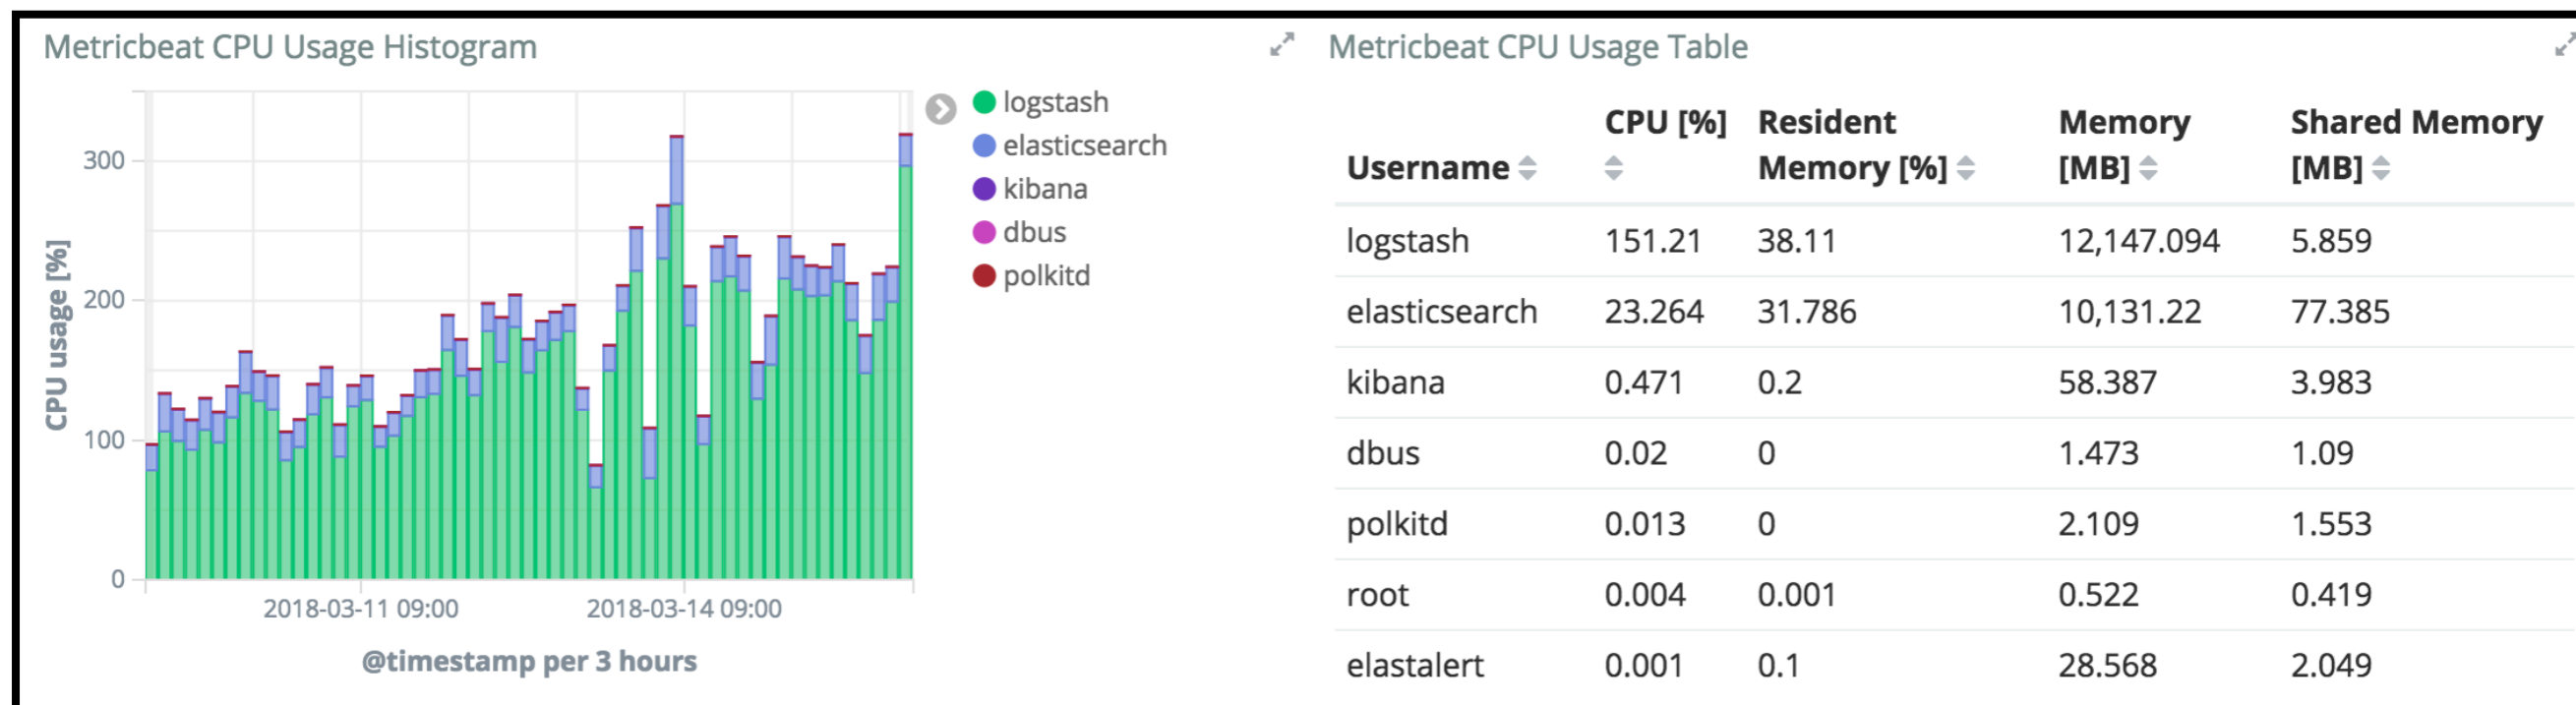 Metricbeat CPU Usage Histogram
300
200
100
0
CPU usage [%]
2018-03-11 09:00 2018-03-14 09:00
@timestamp per 3 hours
logstash
elasticsearch
kibana
dbus
polkitd
Metricbeat CPU Usage Table
Username CPU [%] Resident Memory [%] Memory [MB] Shared Memory [MB]
logstash 151.21 38.11 12,147.094 5.859
elasticsearch 23.264 31.786 10,131.22 77.385
kibana 0.471 0.2 58.387 3.983
dbus 0.02 0 1.473 1.09
polkitd 0.013 0 2.109 1.553
root 0.004 0.001 0.522 0.419
elastalert 0.001 0.1 28.568 2.049